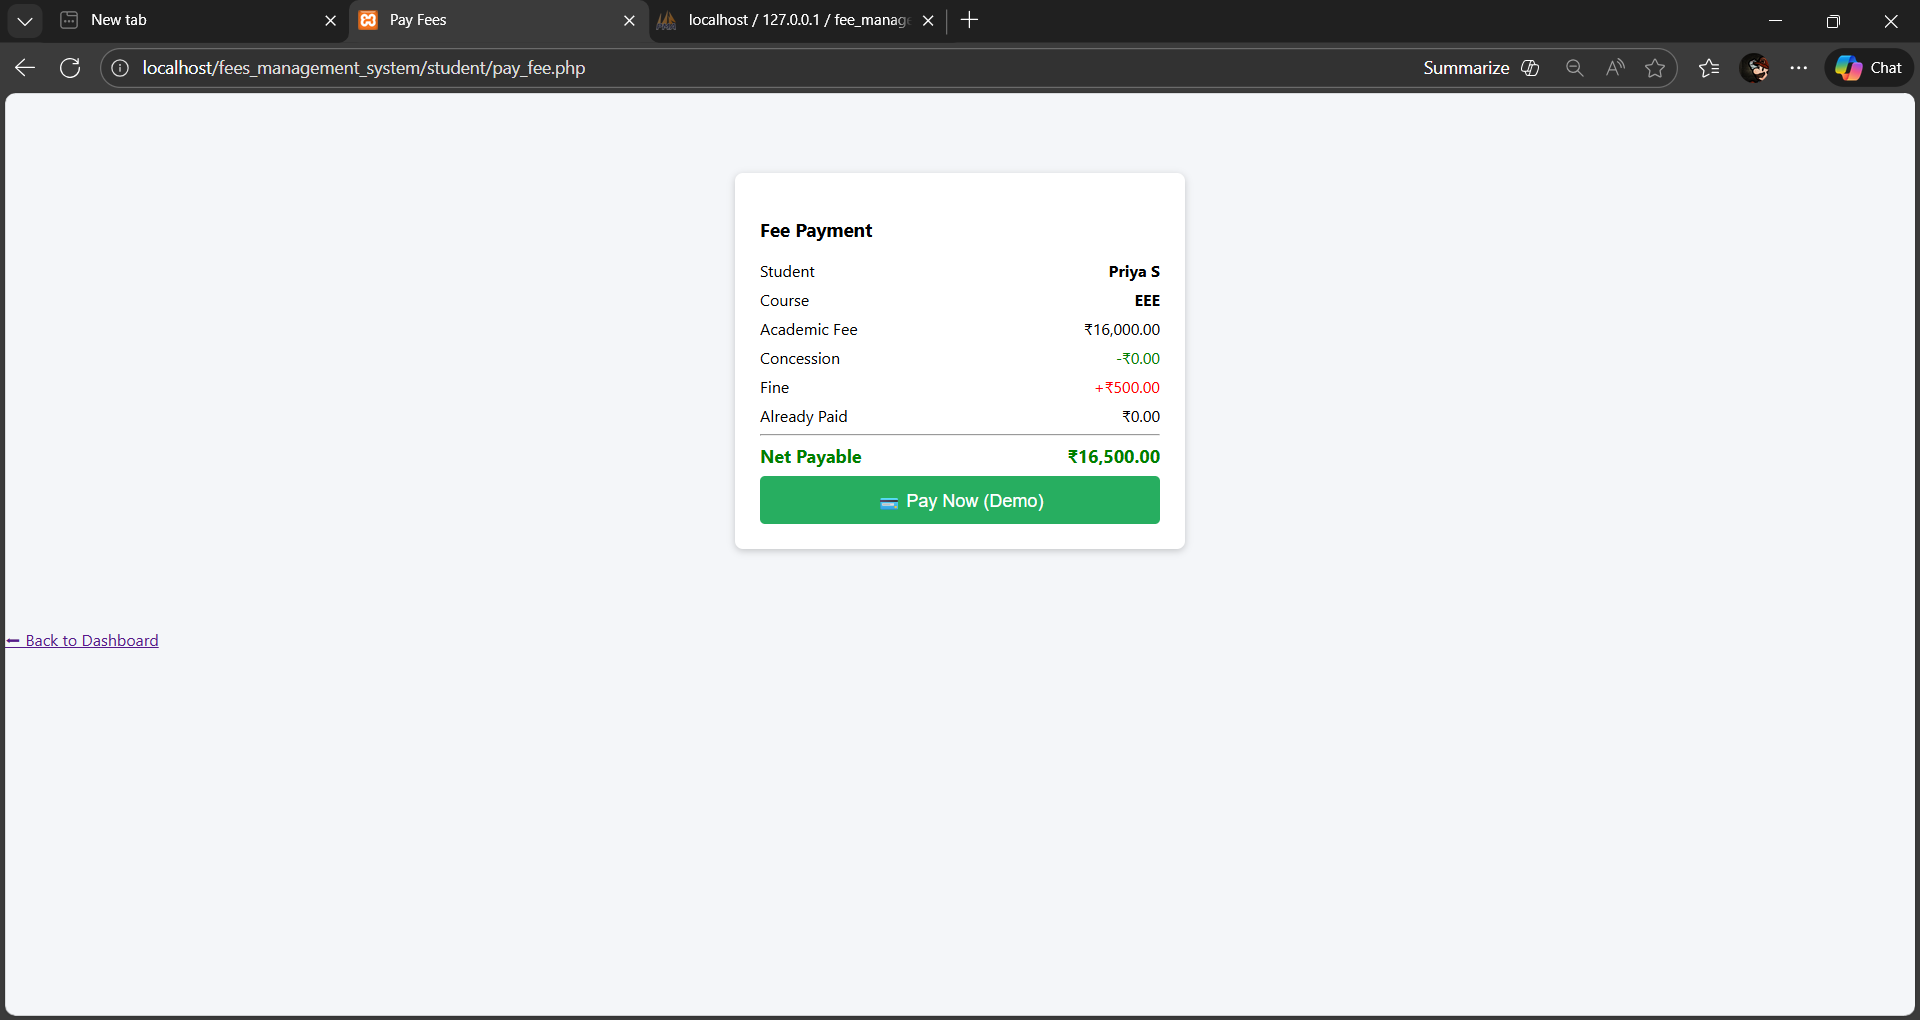 New tab
Pay Fees
localhost / 127.0.0.1 / fee_manag
localhost/fees_management_system/student/pay_fee.php
Summarize
Chat
Fee Payment
Student Priya S
Course EEE
Academic Fee ₹16,000.00
Concession -₹0.00
Fine +₹500.00
Already Paid ₹0.00
Net Payable ₹16,500.00
Pay Now (Demo)
← Back to Dashboard